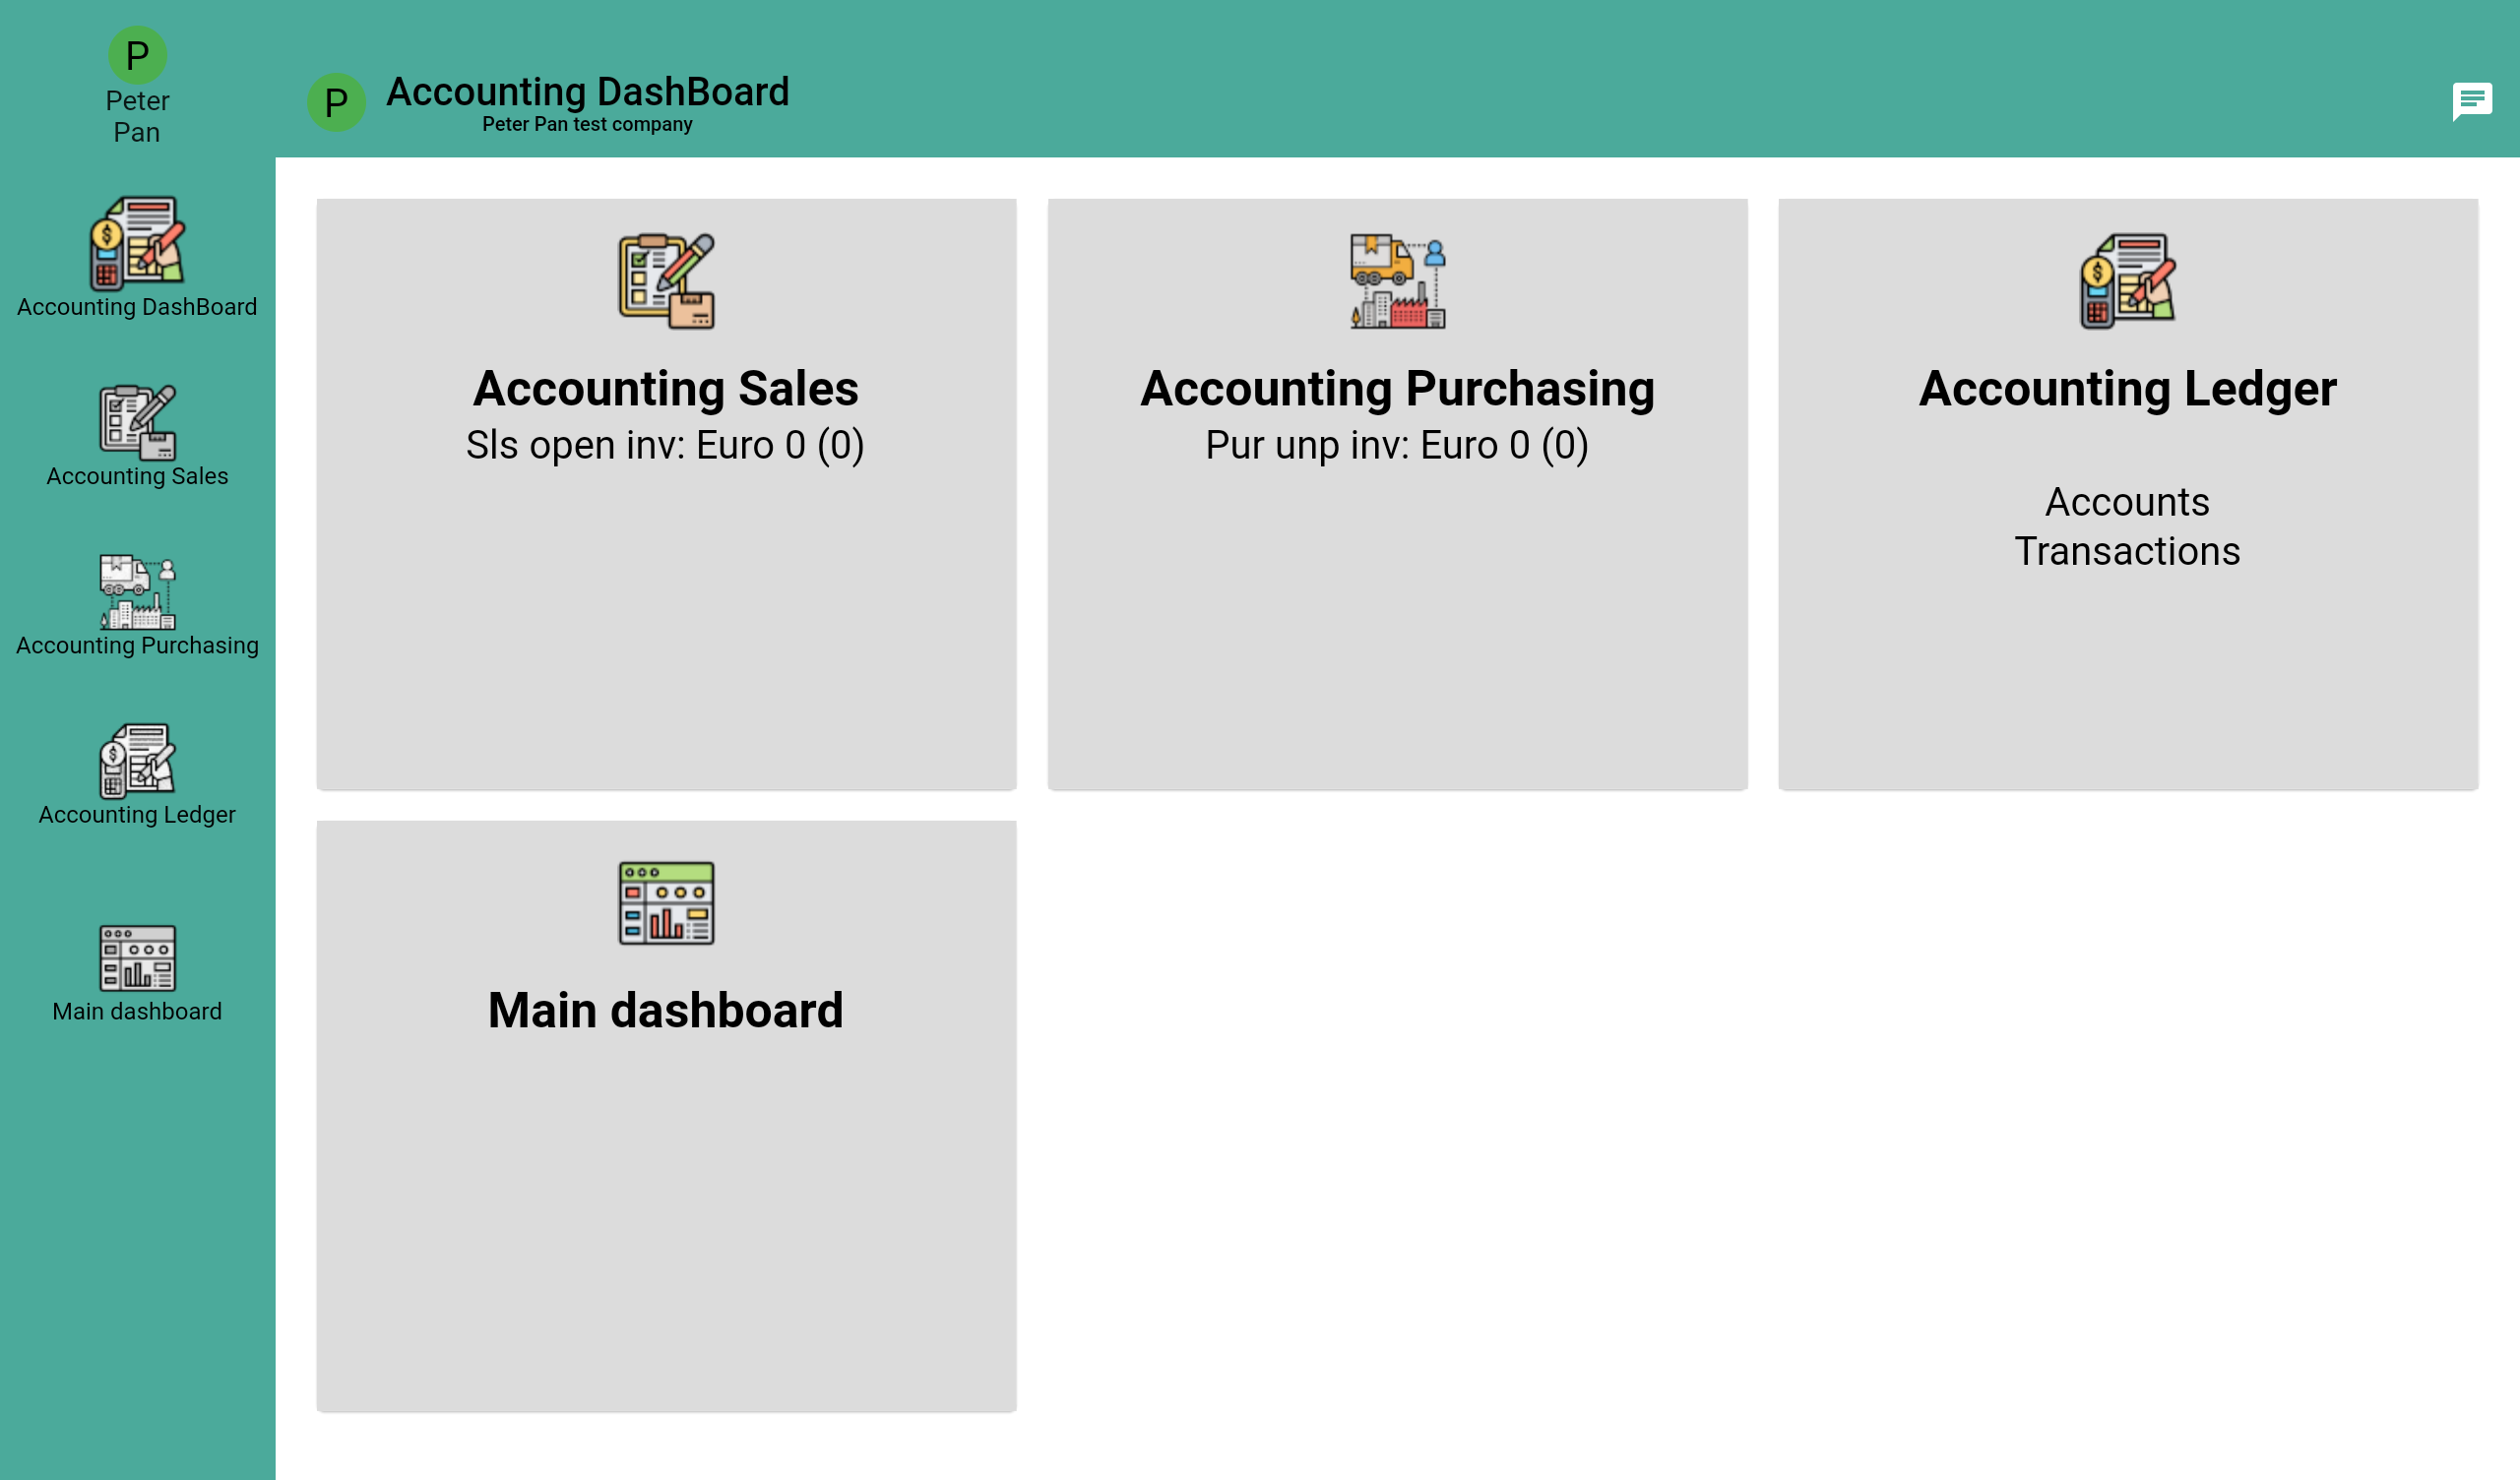 P
Peter
Pan
Accounting DashBoard
Accounting Sales
Accounting Purchasing
Accounting Ledger
Main dashboard
P
Accounting DashBoard
Peter Pan test company
Accounting Sales
Sls open inv: Euro 0 (0)
Accounting Purchasing
Pur unp inv: Euro 0 (0)
Accounting Ledger
Accounts
Transactions
Main dashboard